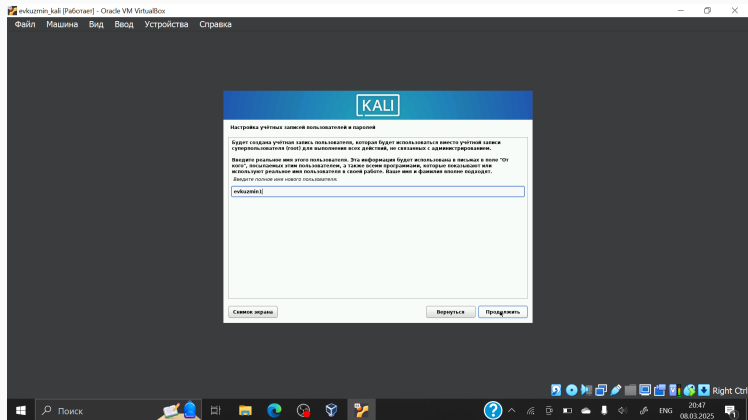 evkuzmin_kali [Работает] - Oracle VM VirtualBox
Файл Машина Вид Ввод Устройства Справка
KALI
Настройка учётных записей пользователей и паролей
Будет создана учётная запись пользователя, которая будет использоваться вместо учётной записи
суперпользователя (root) для выполнения всех действий, не связанных с администрированием.
Введите реальное имя этого пользователя. Эта информация будет использована в письмах в поле "От
кого", посылаемых этим пользователем, а также всеми программами, которые показывают или
используют реальное имя пользователя в своей работе. Ваше имя и фамилия вполне подходят.
Введите полное имя нового пользователя:
evkuzmin1
Снимок экрана Вернуться Продолжить
Right Ctrl
Поиск
ENG
20:47
08.03.2025
1